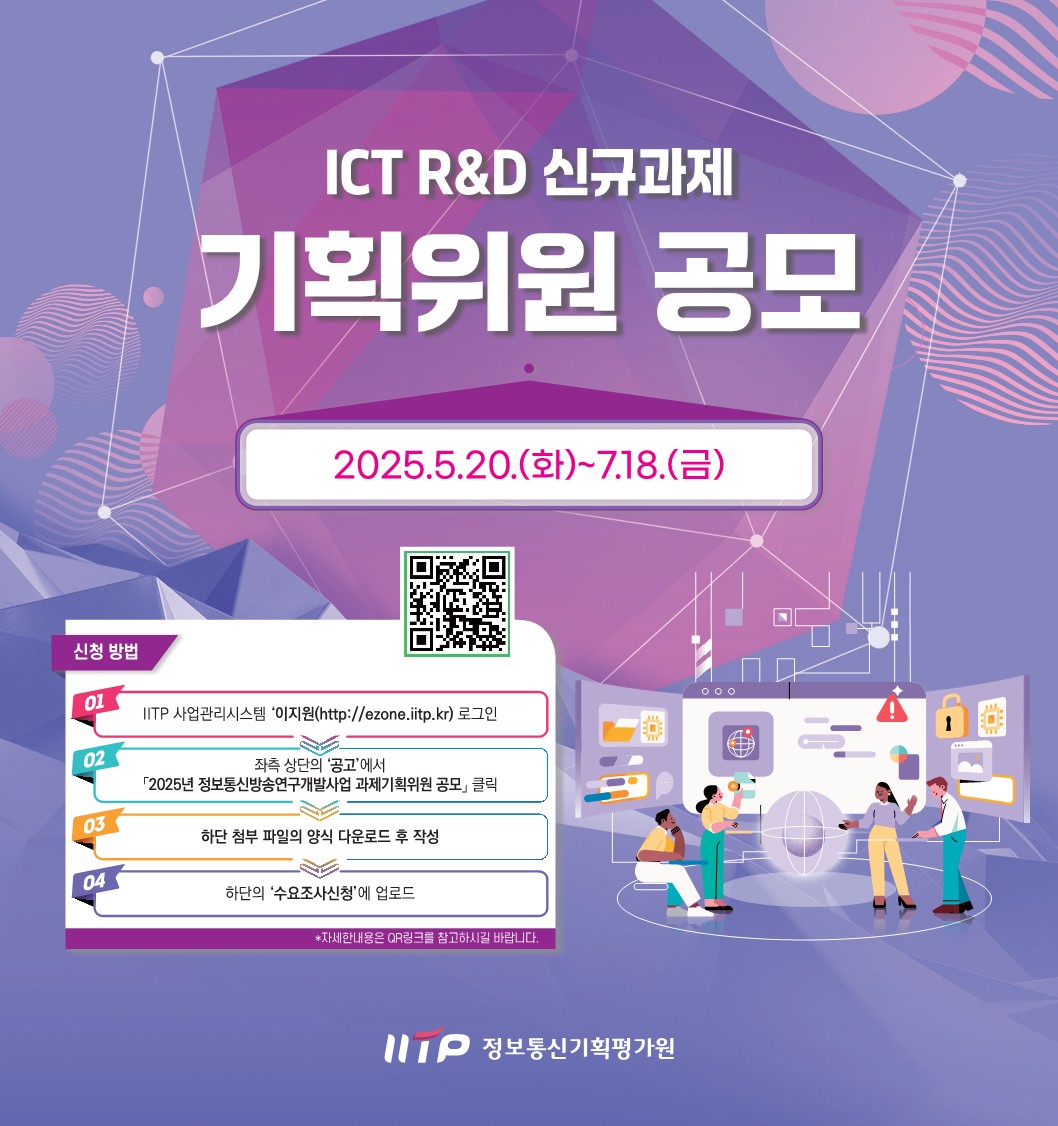 ICT R&D 신규과제
기획위원 공모
2025.5.20.(화)~7.18.(금)
신청 방법
01
IITP 사업관리시스템 ‘이지원(http://ezone.iitp.kr) 로그인
02
좌측 상단의 ‘공고’에서
「2025년 정보통신방송연구개발사업 과제기획위원 공모」 클릭
03
하단 첨부 파일의 양식 다운로드 후 작성
04
하단의 ‘수요조사신청’에 업로드
*자세한내용은 QR링크를 참고하시길 바랍니다.
IITP 정보통신기획평가원